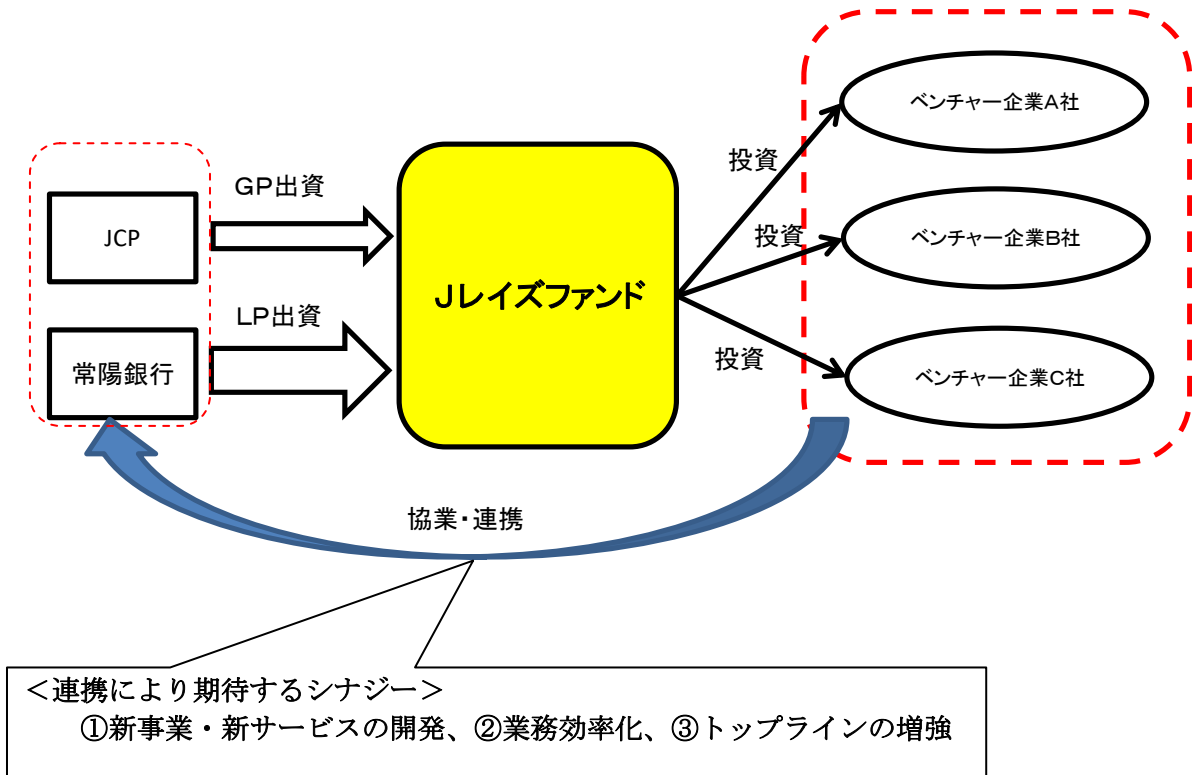 JCP
常陽銀行
GP出資
LP出資
Jレイズファンド
投資
投資
投資
ベンチャー企業A社
ベンチャー企業B社
ベンチャー企業C社
協業・連携
＜連携により期待するシナジー＞
①新事業・新サービスの開発、②業務効率化、③トップラインの増強